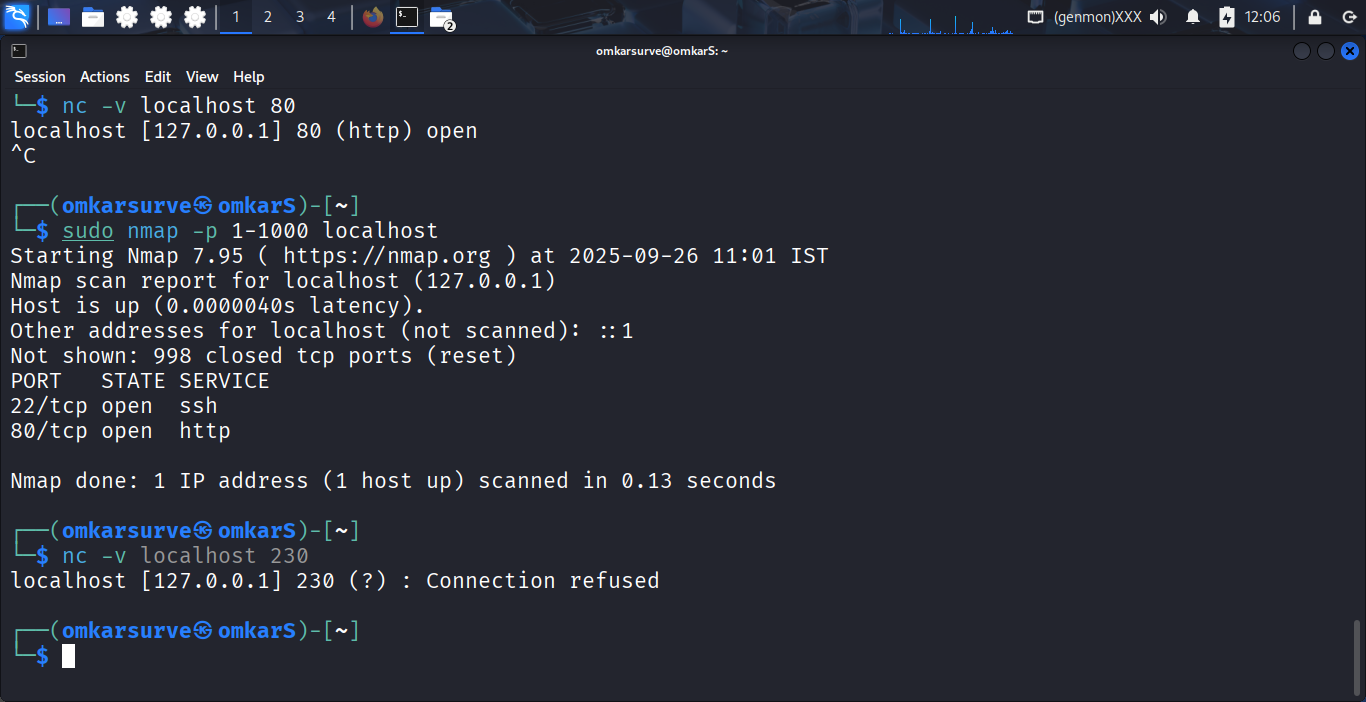 1 2 3 4 2 (genmon)XXX 12:06
omkarsurve@omkarS: ~
Session Actions Edit View Help
└─$ nc -v localhost 80
localhost [127.0.0.1] 80 (http) open
^C
┌──(omkarsurve㉿omkarS)-[~]
└─$ sudo nmap -p 1-1000 localhost
Starting Nmap 7.95 ( https://nmap.org ) at 2025-09-26 11:01 IST
Nmap scan report for localhost (127.0.0.1)
Host is up (0.0000040s latency).
Other addresses for localhost (not scanned): ::1
Not shown: 998 closed tcp ports (reset)
PORT   STATE SERVICE
22/tcp open  ssh
80/tcp open  http
Nmap done: 1 IP address (1 host up) scanned in 0.13 seconds
┌──(omkarsurve㉿omkarS)-[~]
└─$ nc -v localhost 230
localhost [127.0.0.1] 230 (?) : Connection refused
┌──(omkarsurve㉿omkarS)-[~]
└─$